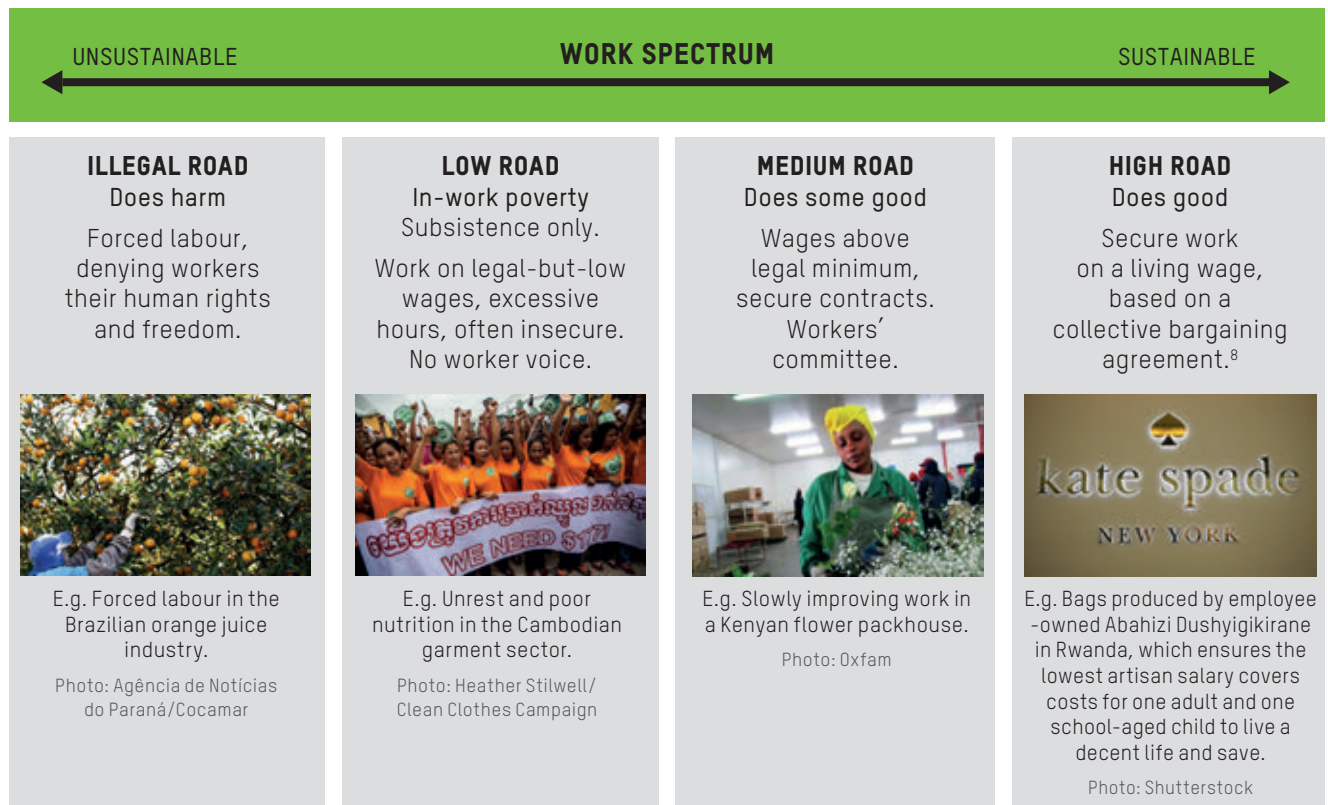 UNSUSTAINABLE
WORK SPECTRUM
SUSTAINABLE
ILLEGAL ROAD
Does harm
Forced labour,
denying workers
their human rights
and freedom.
E.g. Forced labour in the
Brazilian orange juice
industry.
Photo: Agência de Notícias
do Paraná/Cocamar
LOW ROAD
In-work poverty
Subsistence only.
Work on legal-but-low
wages, excessive
hours, often insecure.
No worker voice.
WE NEED $177
E.g. Unrest and poor
nutrition in the Cambodian
garment sector.
Photo: Heather Stilwell/
Clean Clothes Campaign
MEDIUM ROAD
Does some good
Wages above
legal minimum,
secure contracts.
Workers’
committee.
E.g. Slowly improving work in
a Kenyan flower packhouse.
Photo: Oxfam
HIGH ROAD
Does good
Secure work
on a living wage,
based on a
collective bargaining
agreement.⁸
kate spade
NEW YORK
E.g. Bags produced by employee
-owned Abahizi Dushyigikirane
in Rwanda, which ensures the
lowest artisan salary covers
costs for one adult and one
school-aged child to live a
decent life and save.
Photo: Shutterstock